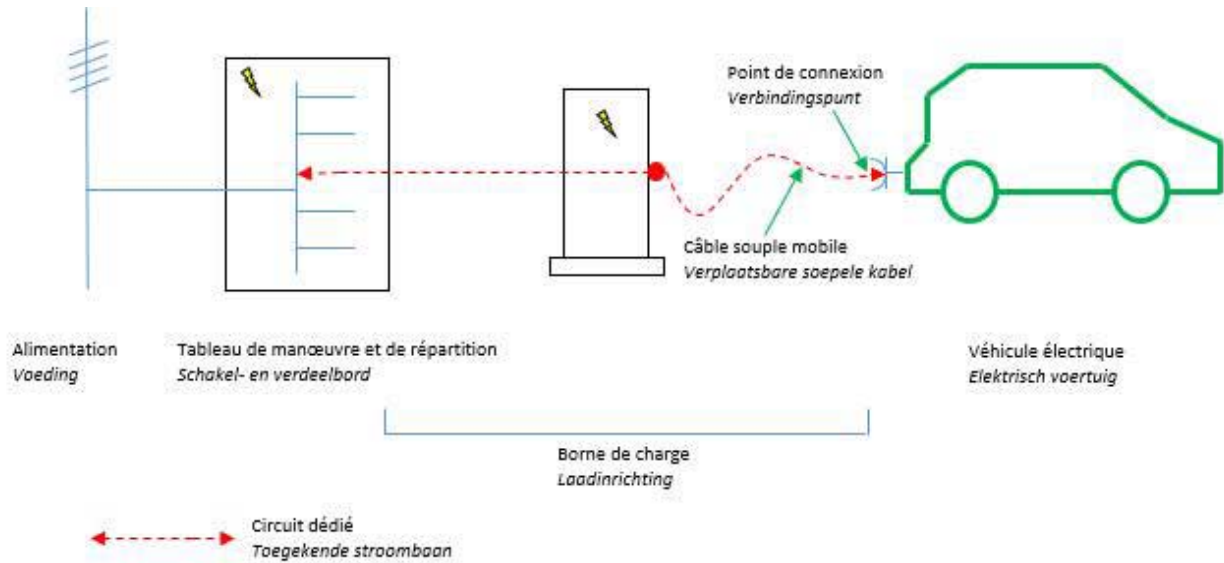 Point de connexion
Verbindingspunt
Câble souple mobile
Verplaatsbare soepele kabel
Alimentation
Voeding
Tableau de manœuvre et de répartition
Schakel- en verdeelbord
Véhicule électrique
Elektrisch voertuig
Borne de charge
Laadinrichting
Circuit dédié
Toegekende stroombaan